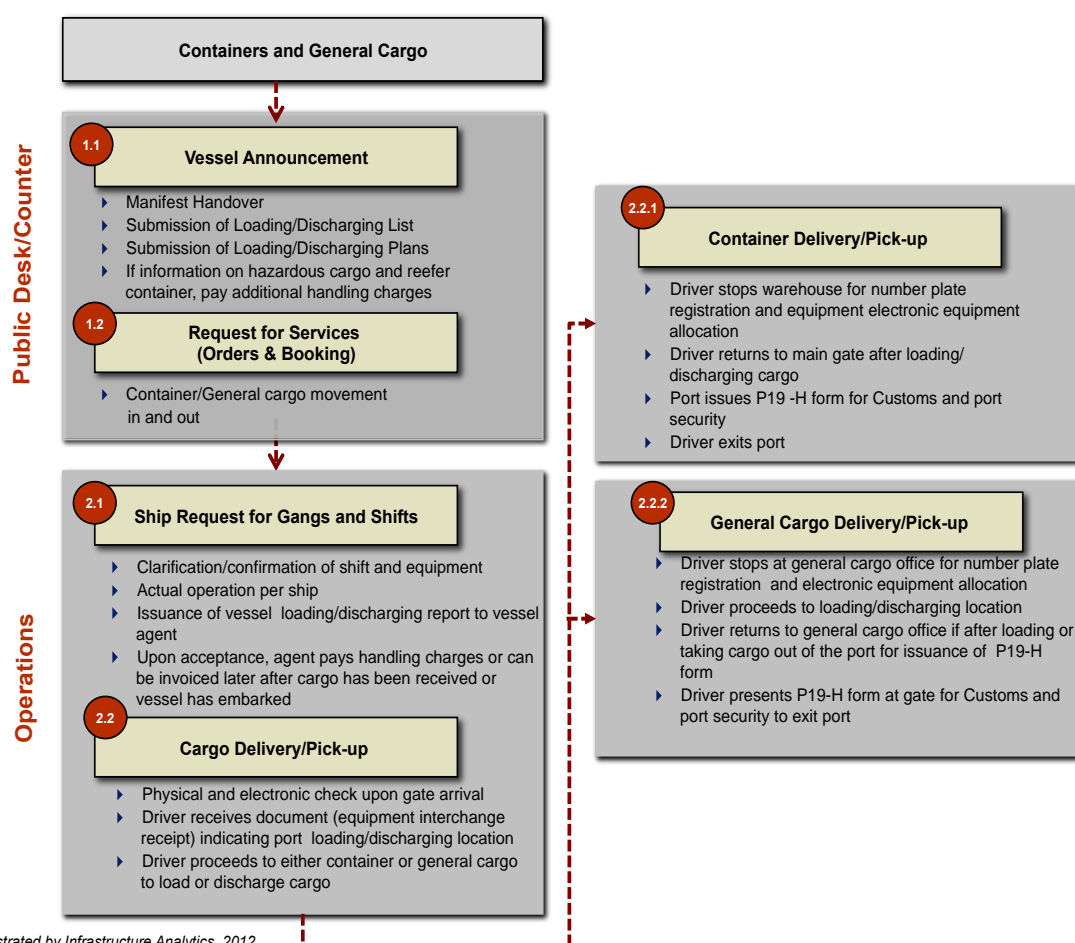 Containers and General Cargo
Public Desk/Counter
1.1
Vessel Announcement
Manifest Handover
Submission of Loading/Discharging List
Submission of Loading/Discharging Plans
If information on hazardous cargo and reefer
container, pay additional handling charges
1.2
Request for Services
(Orders & Booking)
Container/General cargo movement
in and out
Operations
2.1
Ship Request for Gangs and Shifts
Clarification/confirmation of shift and equipment
Actual operation per ship
Issuance of vessel loading/discharging report to vessel
agent
Upon acceptance, agent pays handling charges or can
be invoiced later after cargo has been received or
vessel has embarked
2.2
Cargo Delivery/Pick-up
Physical and electronic check upon gate arrival
Driver receives document (equipment interchange
receipt) indicating port loading/discharging location
Driver proceeds to either container or general cargo
to load or discharge cargo
2.2.1
Container Delivery/Pick-up
Driver stops warehouse for number plate
registration and equipment electronic equipment
allocation
Driver returns to main gate after loading/
discharging cargo
Port issues P19 -H form for Customs and port
security
Driver exits port
2.2.2
General Cargo Delivery/Pick-up
Driver stops at general cargo office for number plate
registration and electronic equipment allocation
Driver proceeds to loading/discharging location
Driver returns to general cargo office if after loading or
taking cargo out of the port for issuance of P19-H
form
Driver presents P19-H form at gate for Customs and
port security to exit port
strated by Infrastructure Analytics, 2012